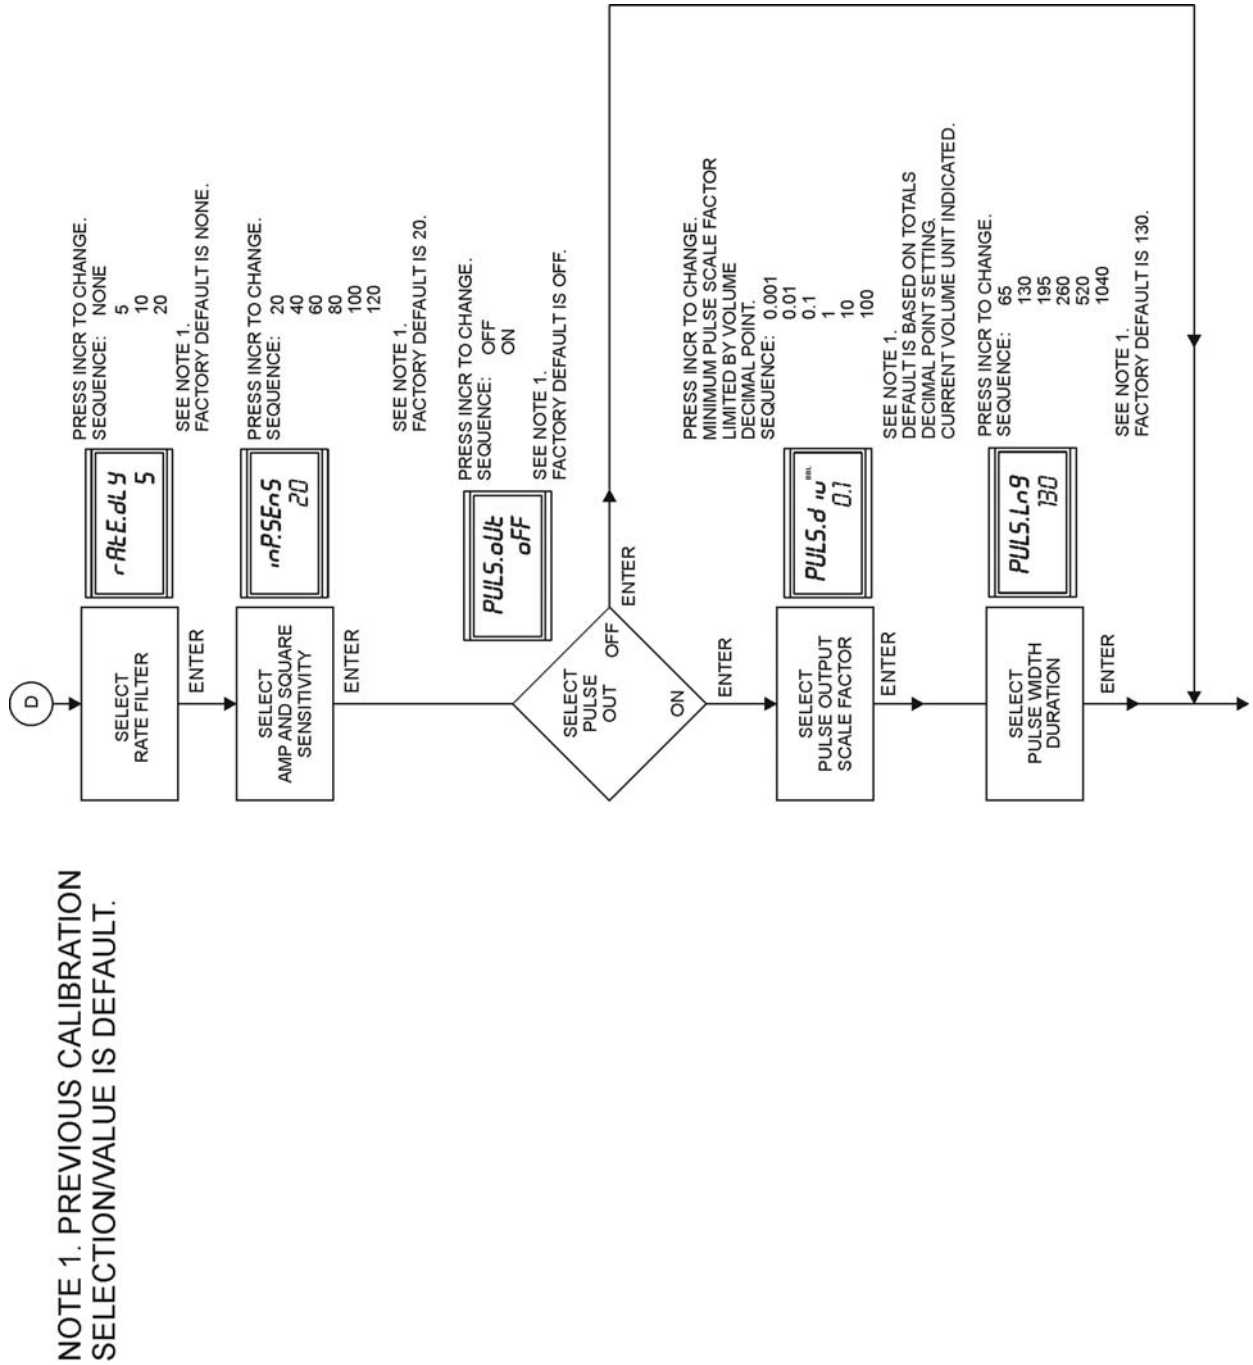 D
SELECT
RATE FILTER
rAtE.dLY
5
PRESS INCR TO CHANGE.
SEQUENCE: NONE
5
10
20
SEE NOTE 1.
FACTORY DEFAULT IS NONE.
ENTER
SELECT
AMP AND SQUARE
SENSITIVITY
inP.SEnS
20
PRESS INCR TO CHANGE.
SEQUENCE: 20
40
60
80
100
120
SEE NOTE 1.
FACTORY DEFAULT IS 20.
ENTER
PULS.oUt
oFF
PRESS INCR TO CHANGE.
SEQUENCE: OFF
ON
SEE NOTE 1.
FACTORY DEFAULT IS OFF.
SELECT
PULSE
OUT
OFF
ENTER
ON
ENTER
SELECT
PULSE OUTPUT
SCALE FACTOR
PULS.d iv BBL
0.1
PRESS INCR TO CHANGE.
MINIMUM PULSE SCALE FACTOR
LIMITED BY VOLUME
DECIMAL POINT.
SEQUENCE: 0.001
0.01
0.1
1
10
100
SEE NOTE 1.
DEFAULT IS BASED ON TOTALS
DECIMAL POINT SETTING.
CURRENT VOLUME UNIT INDICATED.
ENTER
SELECT
PULSE WIDTH
DURATION
PULS.Lng
130
PRESS INCR TO CHANGE.
SEQUENCE: 65
130
195
260
520
1040
SEE NOTE 1.
FACTORY DEFAULT IS 130.
ENTER
NOTE 1. PREVIOUS CALIBRATION
SELECTION/VALUE IS DEFAULT.